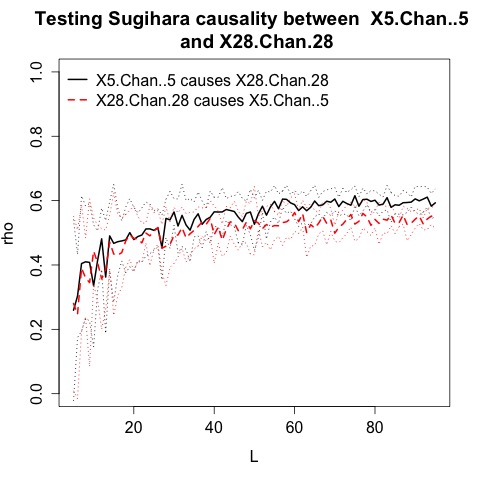 Testing Sugihara causality between  X5.Chan..5
and X28.Chan.28
X5.Chan..5 causes X28.Chan.28
X28.Chan.28 causes X5.Chan..5
rho
1.0
0.8
0.6
0.4
0.2
0.0
20 40 60 80
L